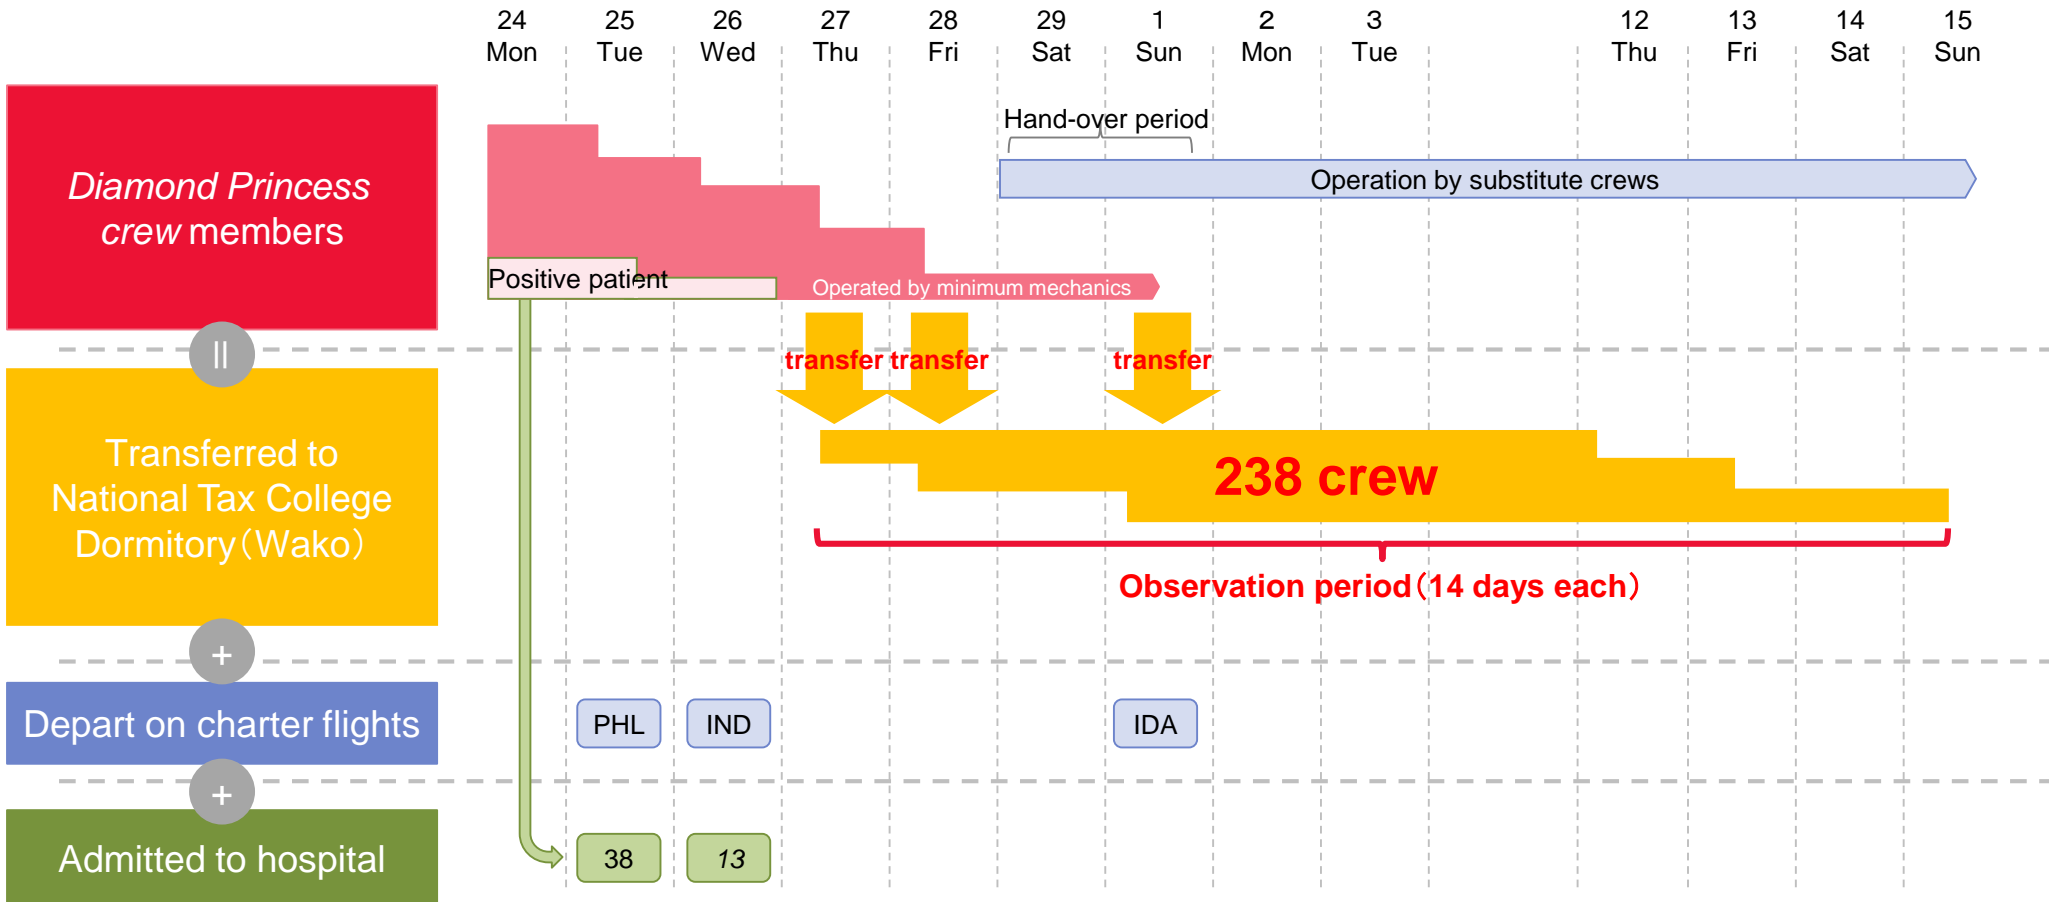 24 25 26 27 28 29 1 2 3 12 13 14 15
Mon Tue Wed Thu Fri Sat Sun Mon Tue Thu Fri Sat Sun
Hand-over period
Operation by substitute crews
Diamond Princess
crew members
Positive patient
Operated by minimum mechanics
=
transfer transfer transfer
Transferred to
National Tax College
Dormitory（Wako）
238 crew
Observation period（14 days each）
+
Depart on charter flights
PHL IND IDA
+
Admitted to hospital
38 13